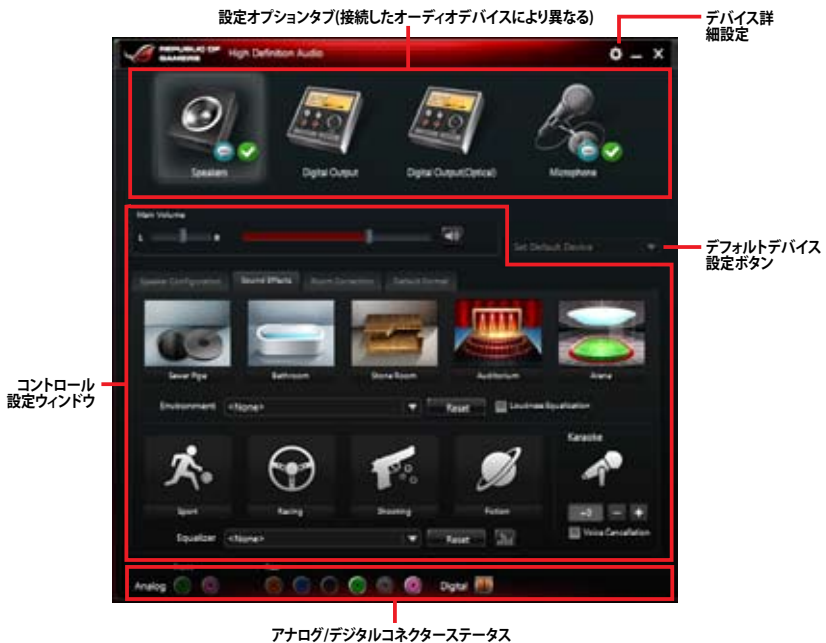 設定オプションタブ(接続したオーディオデバイスにより異なる)
デバイス詳
細設定
REPUBLIC OF
GAMERS
High Definition Audio
Speakers
Digital Output
Digital Output(Optical)
Microphone
Main Volume
L
R
Set Default Device
デフォルトデバイス
設定ボタン
Speaker Configuration
Sound Effects
Room Correction
Default Format
Sewer Pipe
Bathroom
Stone Room
Auditorium
Arena
コントロール
設定ウィンドウ
Environment
<None>
Reset
Loudness Equalization
Karaoke
Sport
Racing
Shooting
Fiction
Equalizer
<None>
Reset
Voice Cancellation
Analog
Digital
アナログ/デジタルコネクターステータス